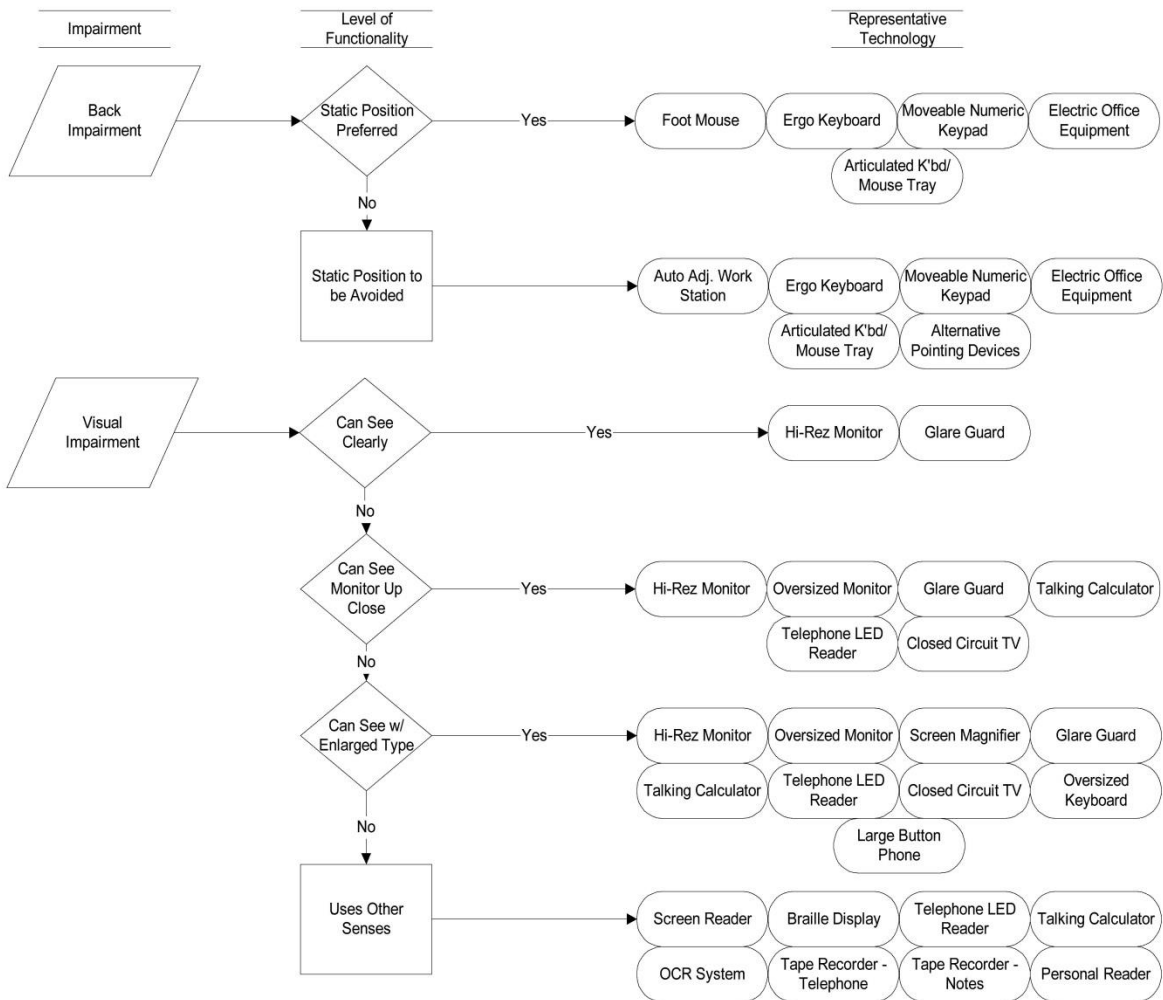 Impairment
Level of
Functionality
Representative
Technology
Back
Impairment
Static Position
Preferred
Yes
Foot Mouse
Ergo Keyboard
Moveable Numeric
Keypad
Electric Office
Equipment
Articulated K'bd/
Mouse Tray
No
Static Position to
be Avoided
Auto Adj. Work
Station
Ergo Keyboard
Moveable Numeric
Keypad
Electric Office
Equipment
Articulated K'bd/
Mouse Tray
Alternative
Pointing Devices
Visual
Impairment
Can See
Clearly
Yes
Hi-Rez Monitor
Glare Guard
No
Can See
Monitor Up
Close
Yes
Hi-Rez Monitor
Oversized Monitor
Glare Guard
Talking Calculator
Telephone LED
Reader
Closed Circuit TV
No
Can See w/
Enlarged Type
Yes
Hi-Rez Monitor
Oversized Monitor
Screen Magnifier
Glare Guard
Talking Calculator
Telephone LED
Reader
Closed Circuit TV
Oversized
Keyboard
Large Button
Phone
No
Uses Other
Senses
Screen Reader
Braille Display
Telephone LED
Reader
Talking Calculator
OCR System
Tape Recorder -
Telephone
Tape Recorder -
Notes
Personal Reader